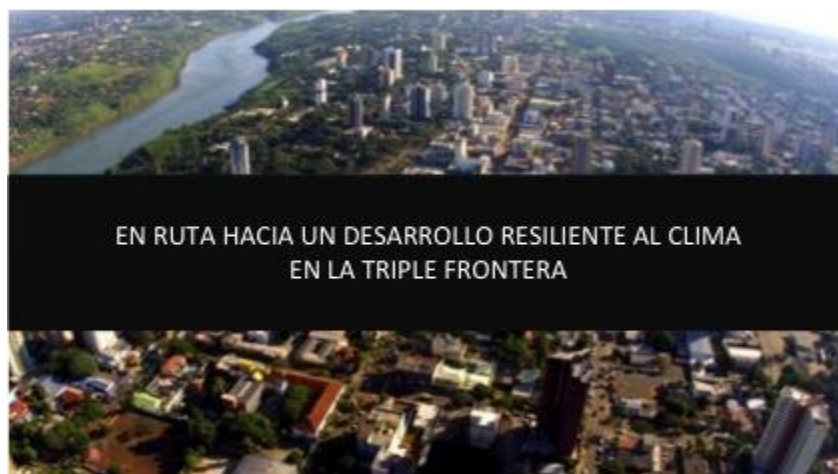 EN RUTA HACIA UN DESARROLLO RESILIENTE AL CLIMA
EN LA TRIPLE FRONTERA